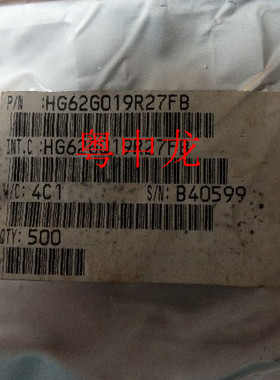 P/N :HG62G019R27FB
INT.C:HG62G019R27FB
粤中龙
W/C: 4C1 S/N: B40599
QTY: 500